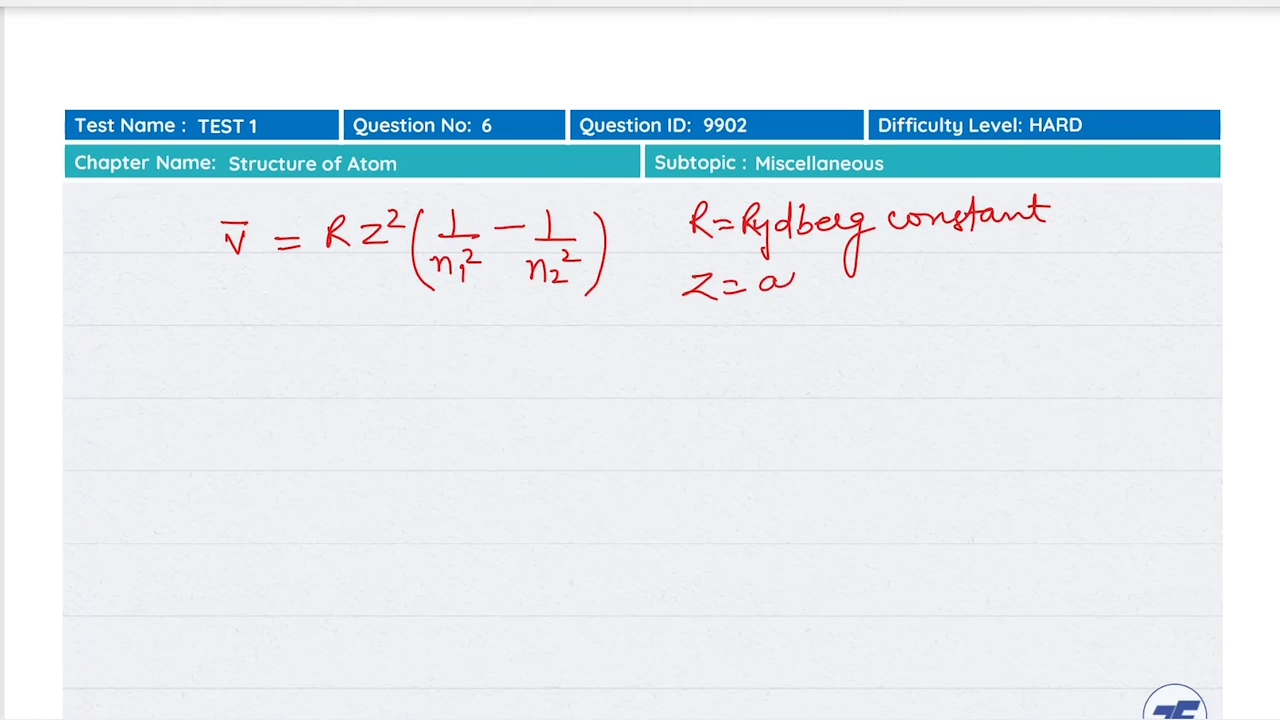 Test Name : TEST 1 Question No: 6 Question ID: 9902 Difficulty Level: HARD
Chapter Name: Structure of Atom Subtopic : Miscellaneous
v̅ = R Z² (1/n₁² − 1/n₂²) R = Rydberg constant
Z = a